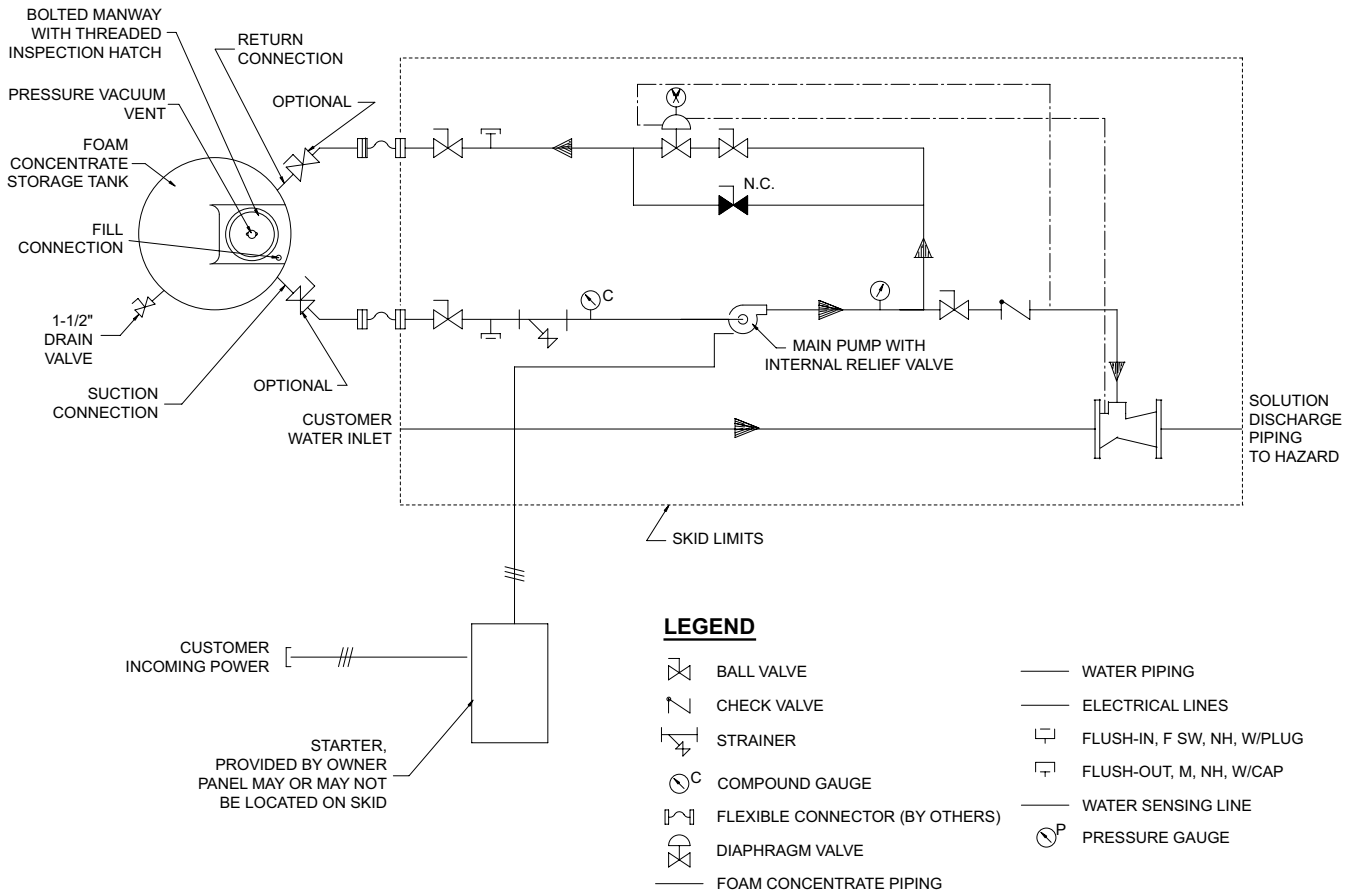 BOLTED MANWAY
WITH THREADED
INSPECTION HATCH
RETURN
CONNECTION
PRESSURE VACUUM
VENT
OPTIONAL
FOAM
CONCENTRATE
STORAGE TANK
N.C.
FILL
CONNECTION
C
1-1/2"
DRAIN
VALVE
MAIN PUMP WITH
INTERNAL RELIEF VALVE
SUCTION
CONNECTION
OPTIONAL
CUSTOMER
WATER INLET
SOLUTION
DISCHARGE
PIPING
TO HAZARD
SKID LIMITS
CUSTOMER
INCOMING POWER
STARTER,
PROVIDED BY OWNER
PANEL MAY OR MAY NOT
BE LOCATED ON SKID
LEGEND
BALL VALVE
CHECK VALVE
STRAINER
C COMPOUND GAUGE
FLEXIBLE CONNECTOR (BY OTHERS)
DIAPHRAGM VALVE
FOAM CONCENTRATE PIPING
WATER PIPING
ELECTRICAL LINES
FLUSH-IN, F SW, NH, W/PLUG
FLUSH-OUT, M, NH, W/CAP
WATER SENSING LINE
P PRESSURE GAUGE